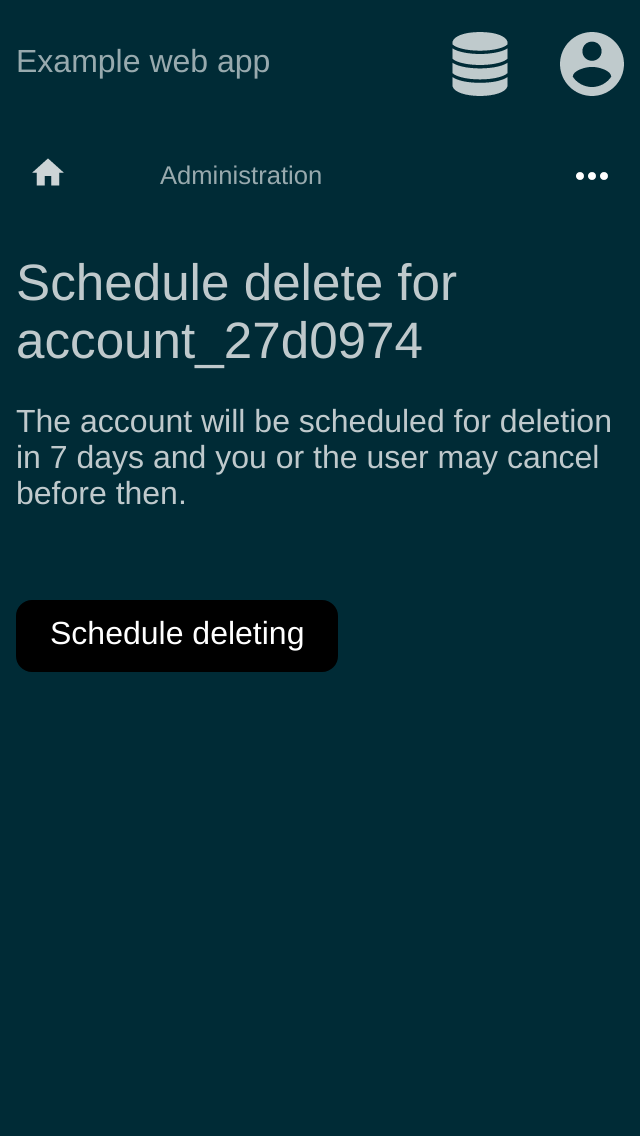 Example web app
Administration
Schedule delete for
account_27d0974
The account will be scheduled for deletion
in 7 days and you or the user may cancel
before then.
Schedule deleting